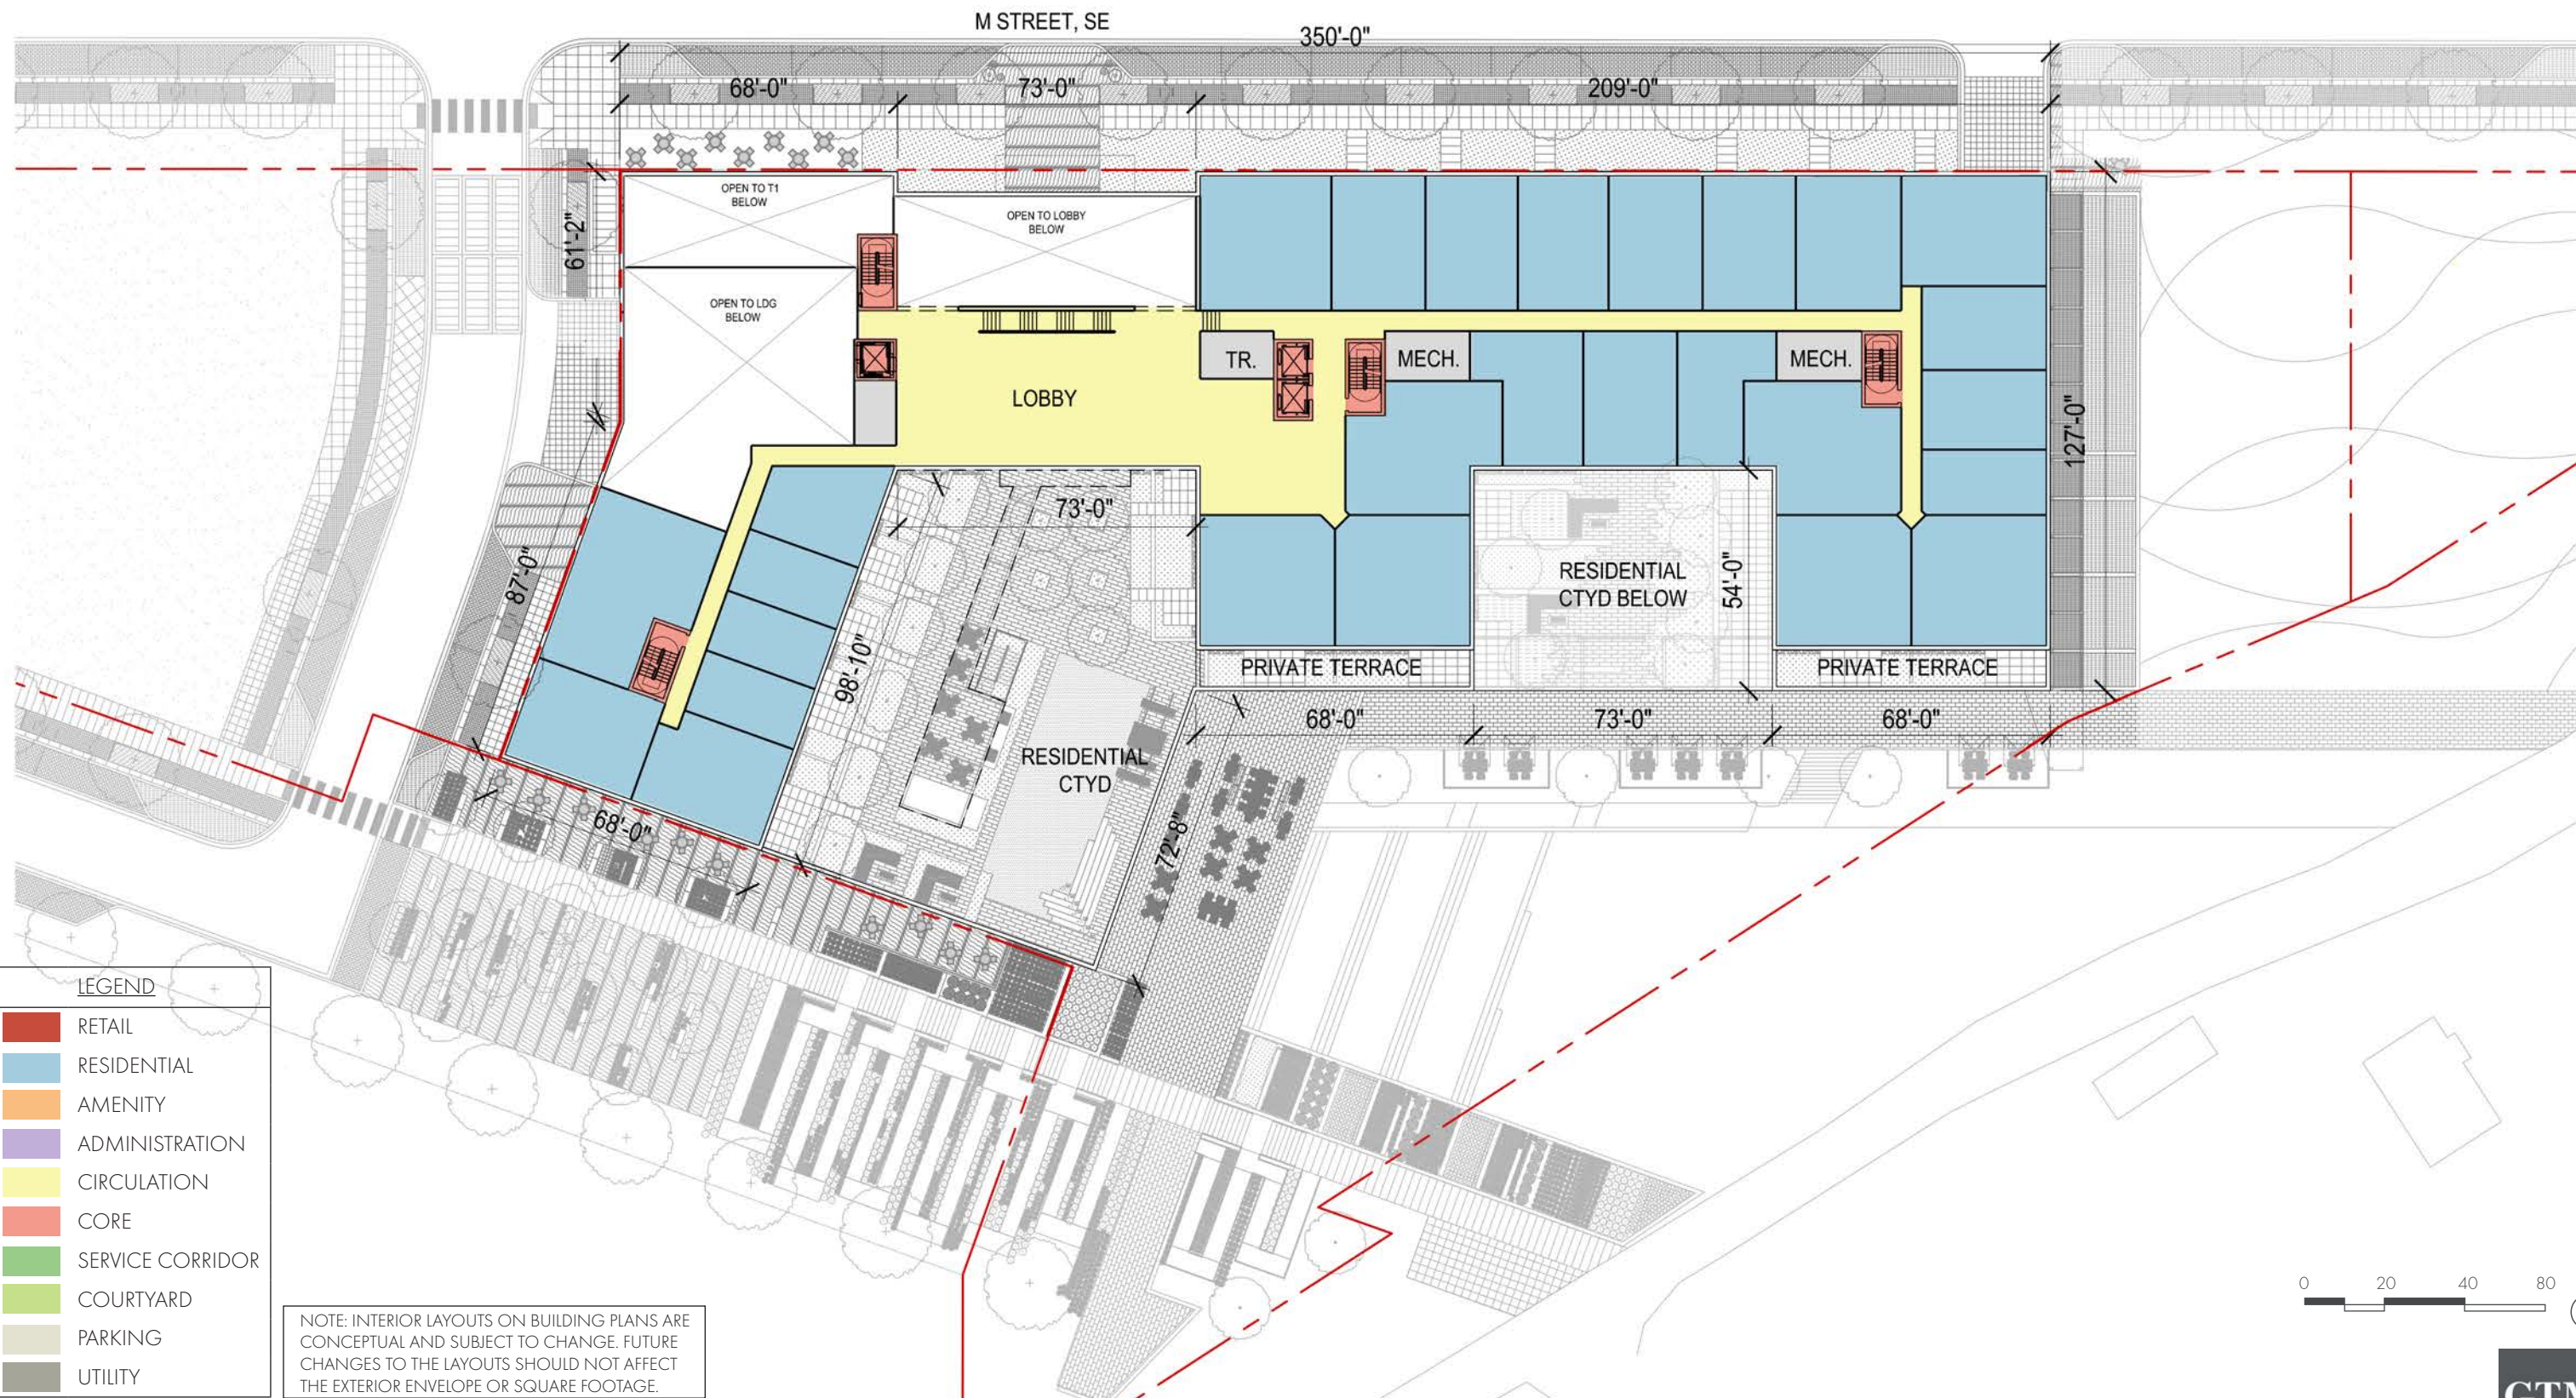 M STREET, SE
350'-0"
68'-0"
73'-0"
209'-0"
OPEN TO T1
BELOW
OPEN TO LOBBY
BELOW
61'-2"
OPEN TO LDG
BELOW
TR.
MECH.
MECH.
LOBBY
127'-0"
73'-0"
87'-0"
RESIDENTIAL
CTYD BELOW
54'-0"
98'-10"
PRIVATE TERRACE
PRIVATE TERRACE
68'-0"
73'-0"
68'-0"
RESIDENTIAL
CTYD
68'-0"
72'-8"
LEGEND
RETAIL
RESIDENTIAL
AMENITY
ADMINISTRATION
CIRCULATION
CORE
SERVICE CORRIDOR
COURTYARD
PARKING
UTILITY
NOTE: INTERIOR LAYOUTS ON BUILDING PLANS ARE
CONCEPTUAL AND SUBJECT TO CHANGE. FUTURE
CHANGES TO THE LAYOUTS SHOULD NOT AFFECT
THE EXTERIOR ENVELOPE OR SQUARE FOOTAGE.
0 20 40 80